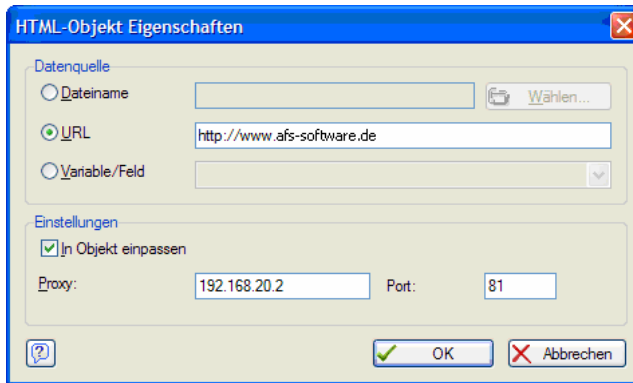 HTML-Objekt Eigenschaften
Datenquelle
Dateiname
Wählen...
URL
http://www.afs-software.de
Variable/Feld
Einstellungen
In Objekt einpassen
Proxy: 192.168.20.2 Port: 81
OK Abbrechen